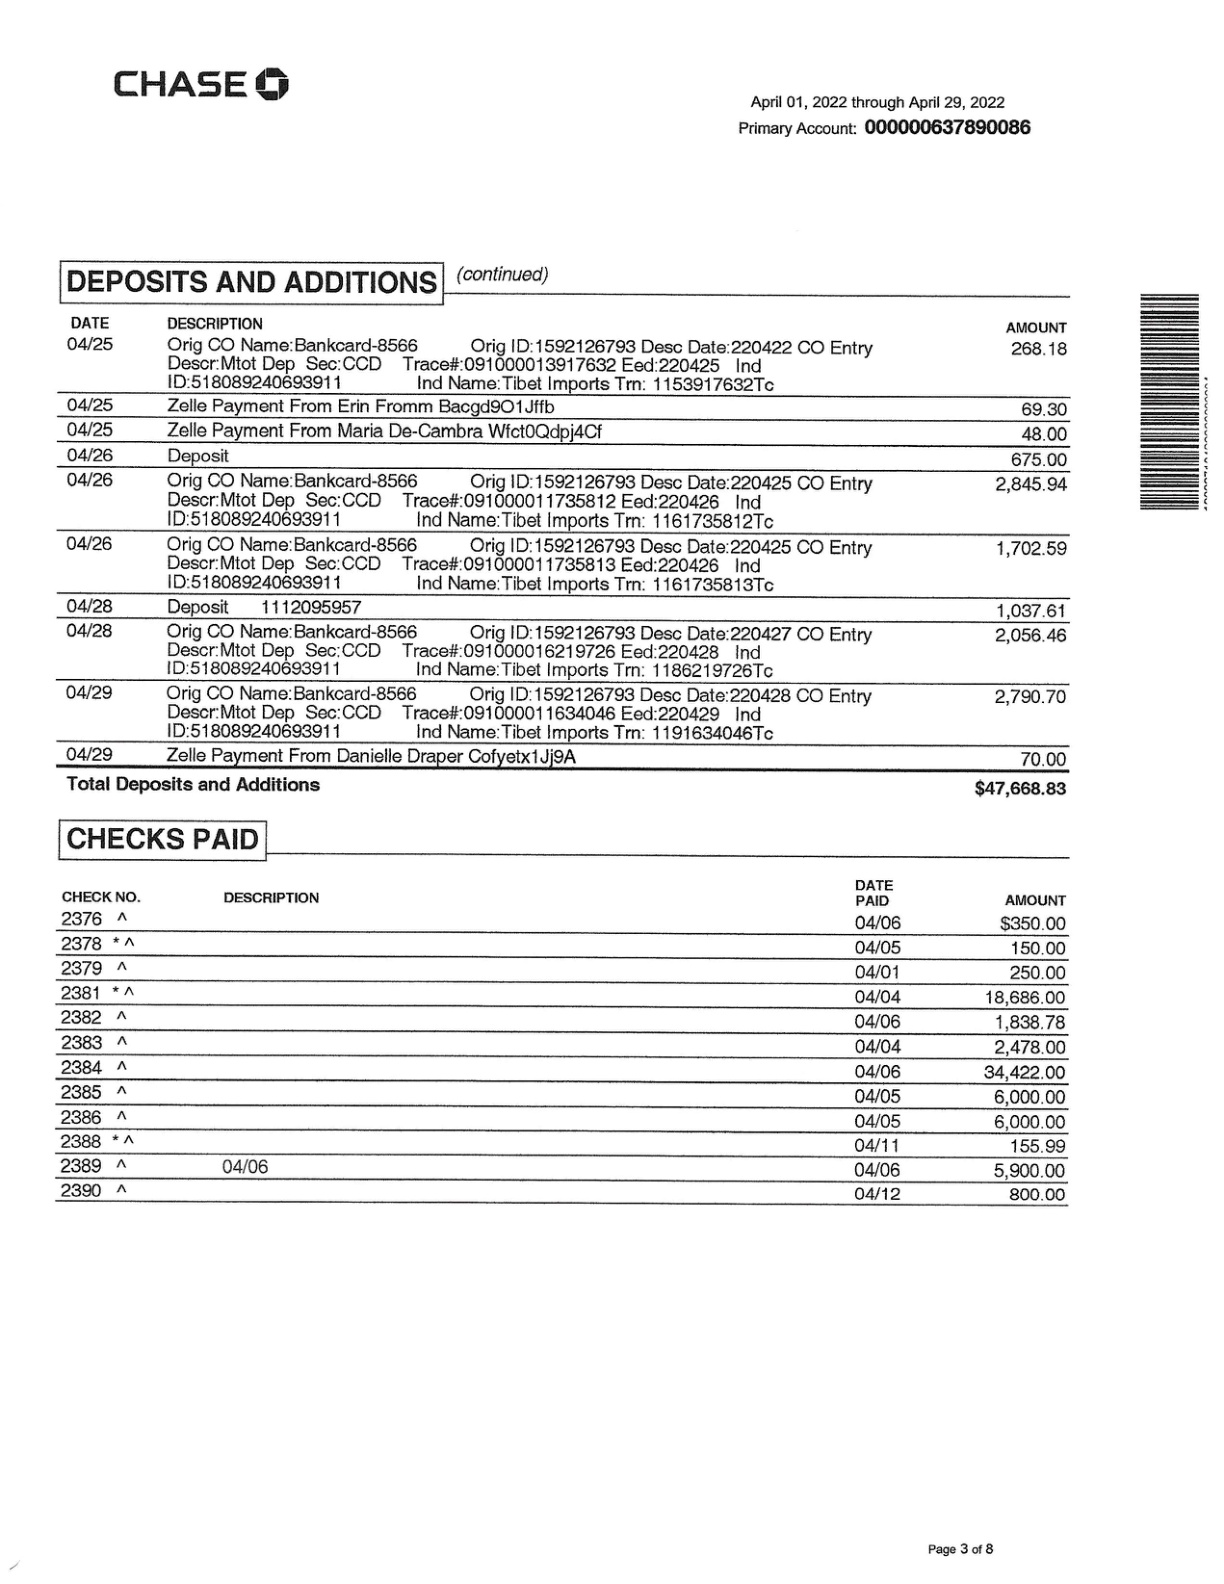 CHASE
April 01, 2022 through April 29, 2022
Primary Account: 000000637890086
DEPOSITS AND ADDITIONS (continued)
DATE DESCRIPTION AMOUNT
04/25 Orig CO Name:Bankcard-8566 Orig ID:1592126793 Desc Date:220422 CO Entry 268.18
Descr:Mtot Dep Sec:CCD Trace#:091000013917632 Eed:220425 Ind
ID:518089240693911 Ind Name:Tibet Imports Trn: 1153917632Tc
04/25 Zelle Payment From Erin Fromm Bacgd9O1Jffb 69.30
04/25 Zelle Payment From Maria De-Cambra Wfct0Qdpj4Cf 48.00
04/26 Deposit 675.00
04/26 Orig CO Name:Bankcard-8566 Orig ID:1592126793 Desc Date:220425 CO Entry 2,845.94
Descr:Mtot Dep Sec:CCD Trace#:091000011735812 Eed:220426 Ind
ID:518089240693911 Ind Name:Tibet Imports Trn: 1161735812Tc
04/26 Orig CO Name:Bankcard-8566 Orig ID:1592126793 Desc Date:220425 CO Entry 1,702.59
Descr:Mtot Dep Sec:CCD Trace#:091000011735813 Eed:220426 Ind
ID:518089240693911 Ind Name:Tibet Imports Trn: 1161735813Tc
04/28 Deposit 1112095957 1,037.61
04/28 Orig CO Name:Bankcard-8566 Orig ID:1592126793 Desc Date:220427 CO Entry 2,056.46
Descr:Mtot Dep Sec:CCD Trace#:091000016219726 Eed:220428 Ind
ID:518089240693911 Ind Name:Tibet Imports Trn: 1186219726Tc
04/29 Orig CO Name:Bankcard-8566 Orig ID:1592126793 Desc Date:220428 CO Entry 2,790.70
Descr:Mtot Dep Sec:CCD Trace#:091000011634046 Eed:220429 Ind
ID:518089240693911 Ind Name:Tibet Imports Trn: 1191634046Tc
04/29 Zelle Payment From Danielle Draper Cofyetx1Jj9A 70.00
Total Deposits and Additions $47,668.83
CHECKS PAID
CHECK NO. DESCRIPTION DATE PAID AMOUNT
2376 ^ 04/06 $350.00
2378 * ^ 04/05 150.00
2379 ^ 04/01 250.00
2381 * ^ 04/04 18,686.00
2382 ^ 04/06 1,838.78
2383 ^ 04/04 2,478.00
2384 ^ 04/06 34,422.00
2385 ^ 04/05 6,000.00
2386 ^ 04/05 6,000.00
2388 * ^ 04/11 155.99
2389 ^ 04/06 04/06 5,900.00
2390 ^ 04/12 800.00
Page 3 of 8